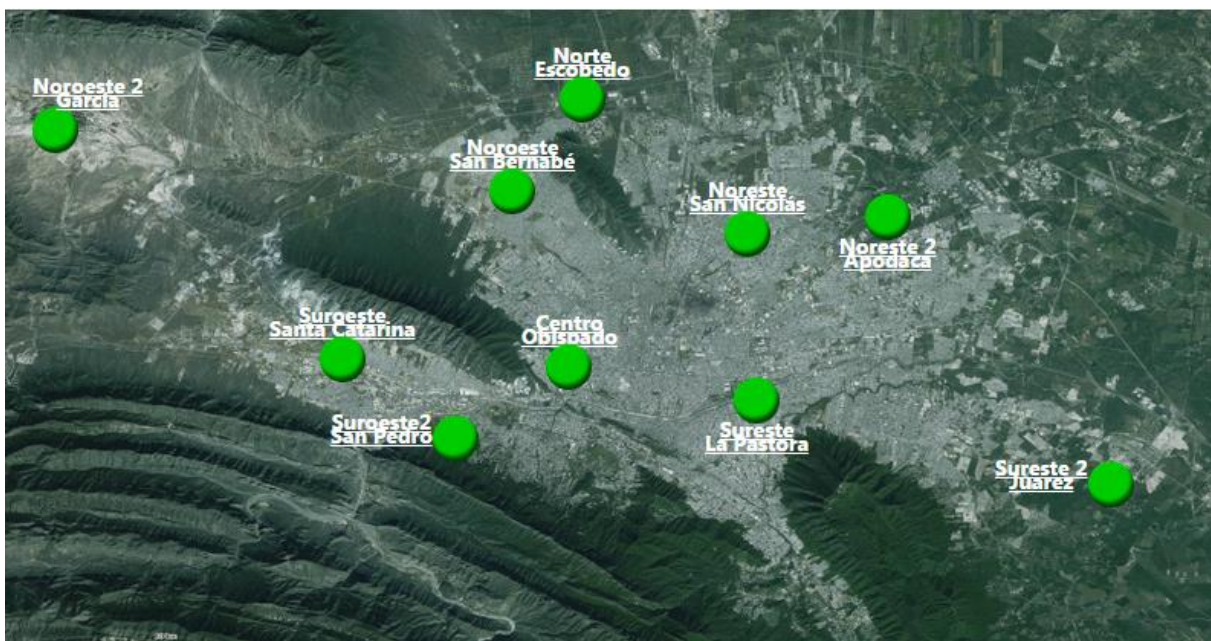 Norte
Escobedo
Noroeste 2
García
Noroeste
San Bernabé
Noreste
San Nicolás
Noreste 2
Apodaca
Suroeste
Santa Catarina
Centro
Obispado
Suroeste2
San Pedro
Sureste
La Pastora
Sureste 2
Juárez